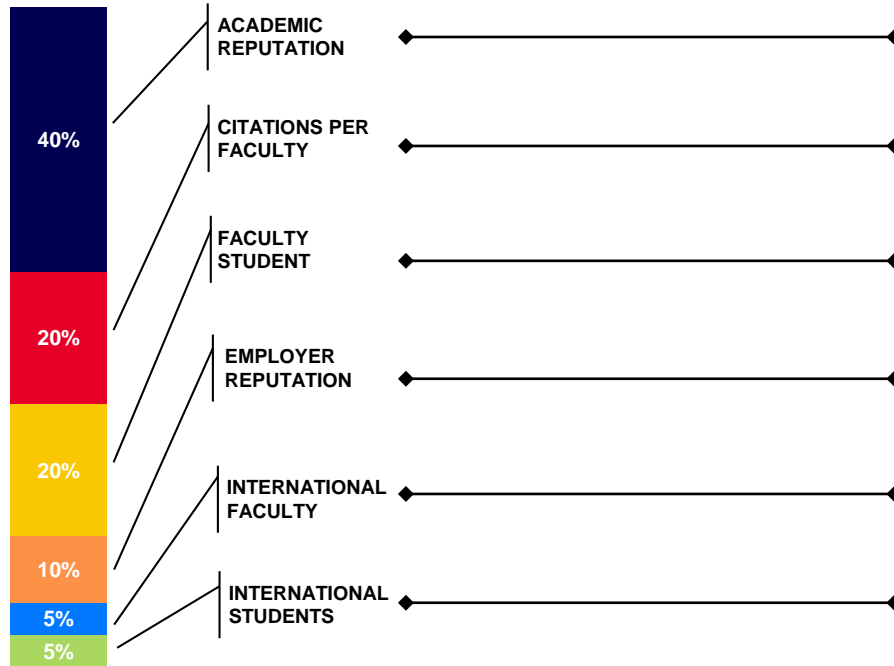 ACADEMIC
REPUTATION
40%
CITATIONS PER
FACULTY
20%
FACULTY
STUDENT
20%
EMPLOYER
REPUTATION
10%
INTERNATIONAL
FACULTY
5%
INTERNATIONAL
STUDENTS
5%